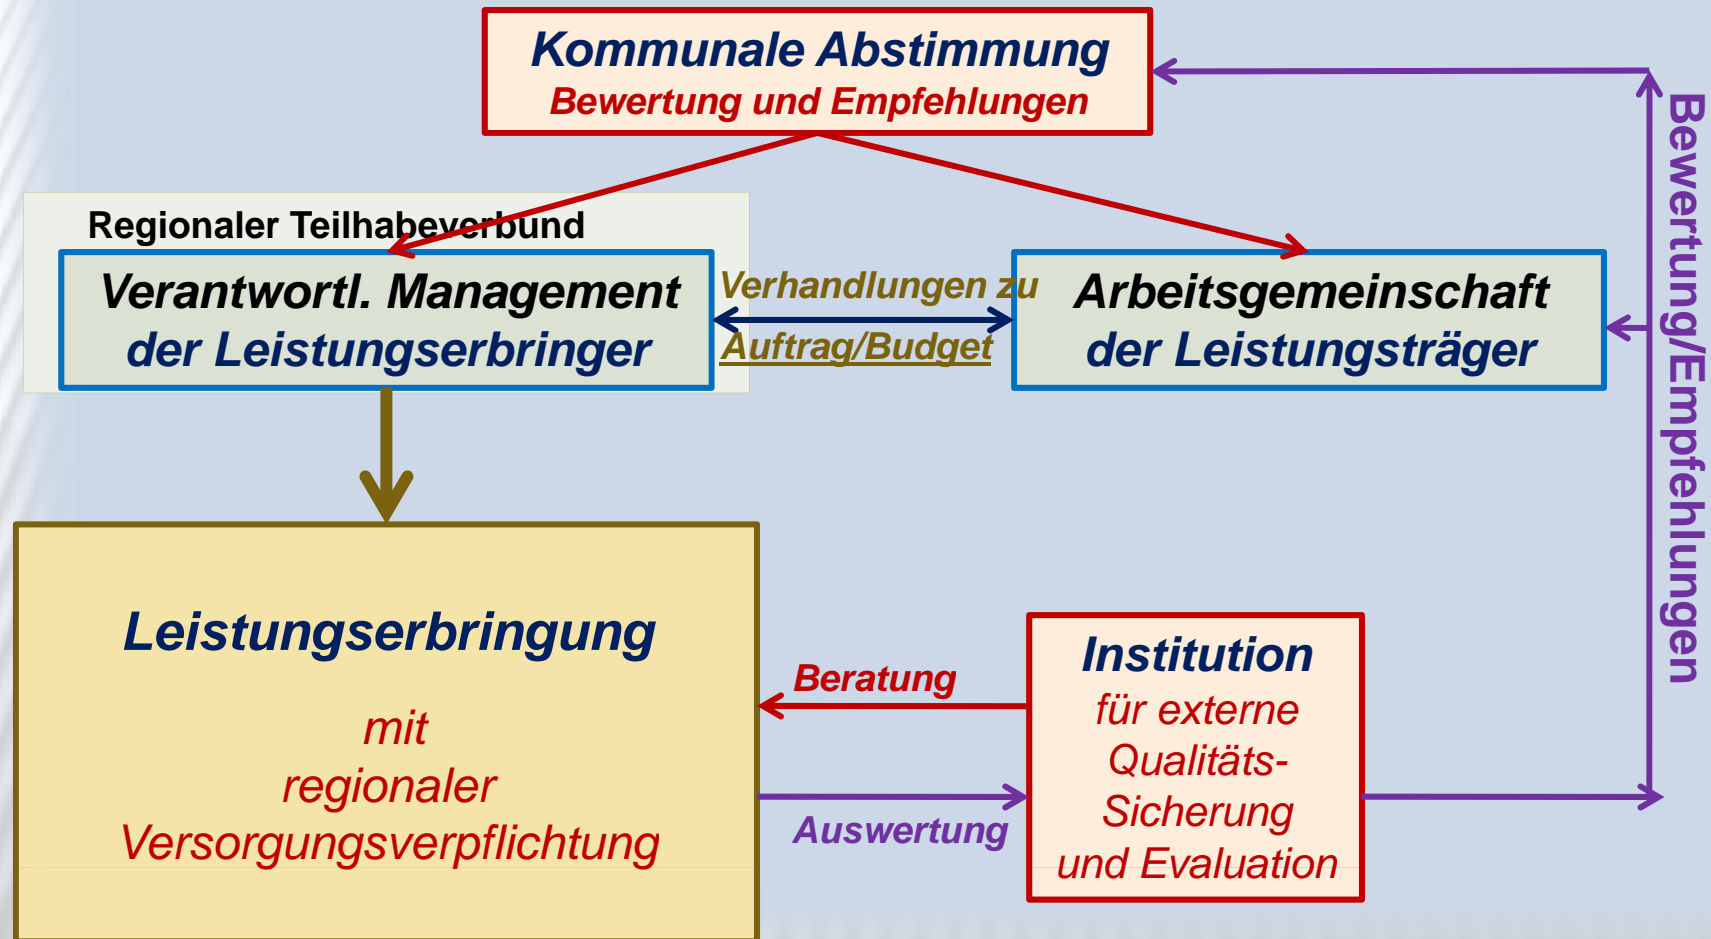 Kommunale Abstimmung
Bewertung und Empfehlungen
Regionaler Teilhabeverbund
Verantwortl. Management
der Leistungserbringer
Verhandlungen zu
Auftrag/Budget
Arbeitsgemeinschaft
der Leistungsträger
Bewertung/Empfehlungen
Leistungserbringung
mit
regionaler
Versorgungsverpflichtung
Beratung
Auswertung
Institution
für externe
Qualitäts-
Sicherung
und Evaluation